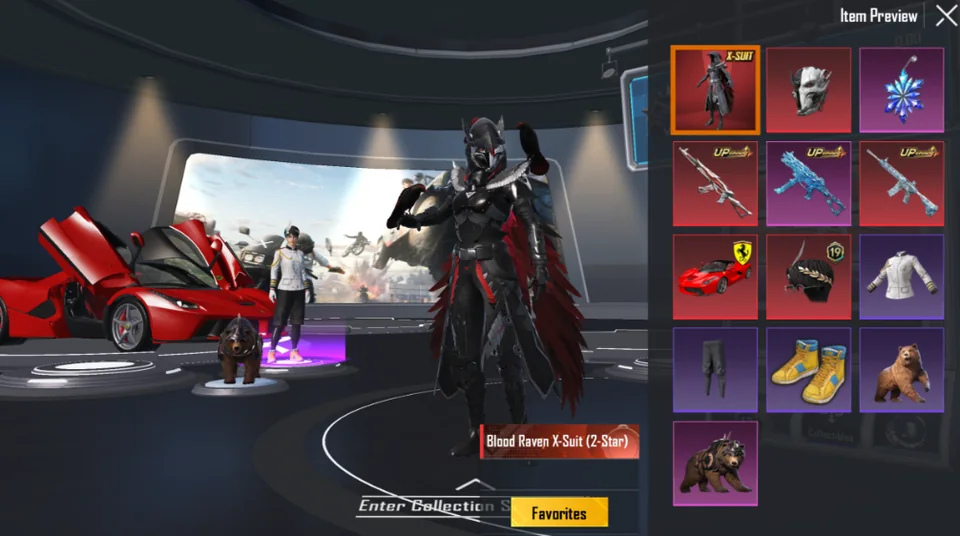 Item Preview
X-SUIT
UP
UP
UP
19
Blood Raven X-Suit (2-Star)
Enter Collection S
Favorites